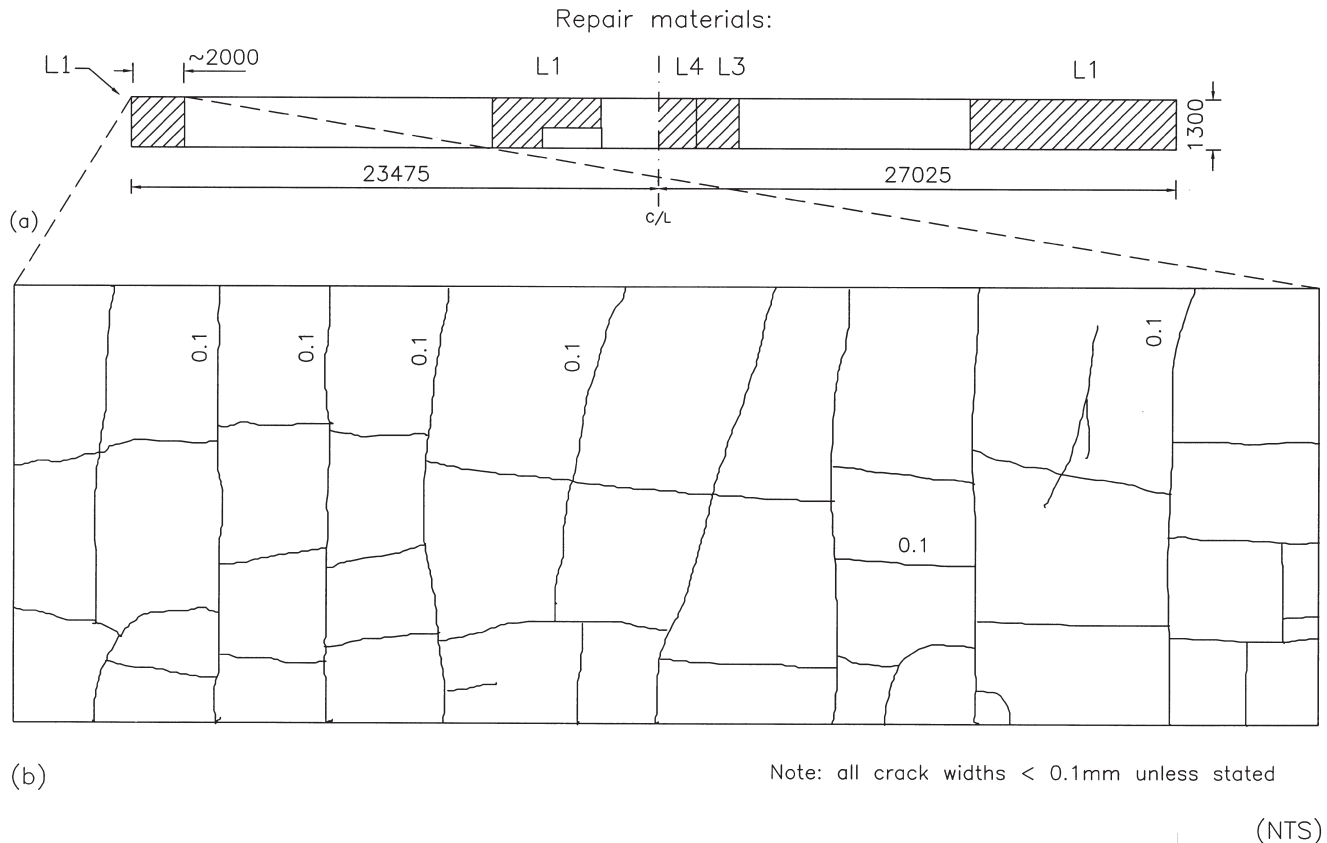 Repair materials:
L1
~2000
L1
L4
L3
L1
1300
23475
27025
C/L
(a)
0.1
0.1
0.1
0.1
0.1
0.1
(b)
Note: all crack widths < 0.1mm unless stated
(NTS)